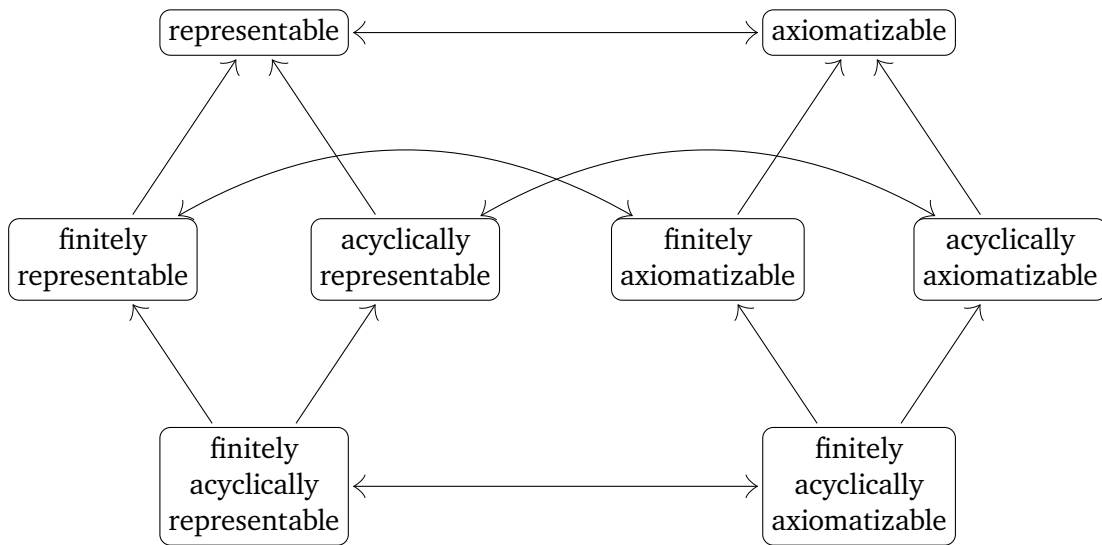 representable
axiomatizable
finitely
representable
acyclically
representable
finitely
axiomatizable
acyclically
axiomatizable
finitely
acyclically
representable
finitely
acyclically
axiomatizable